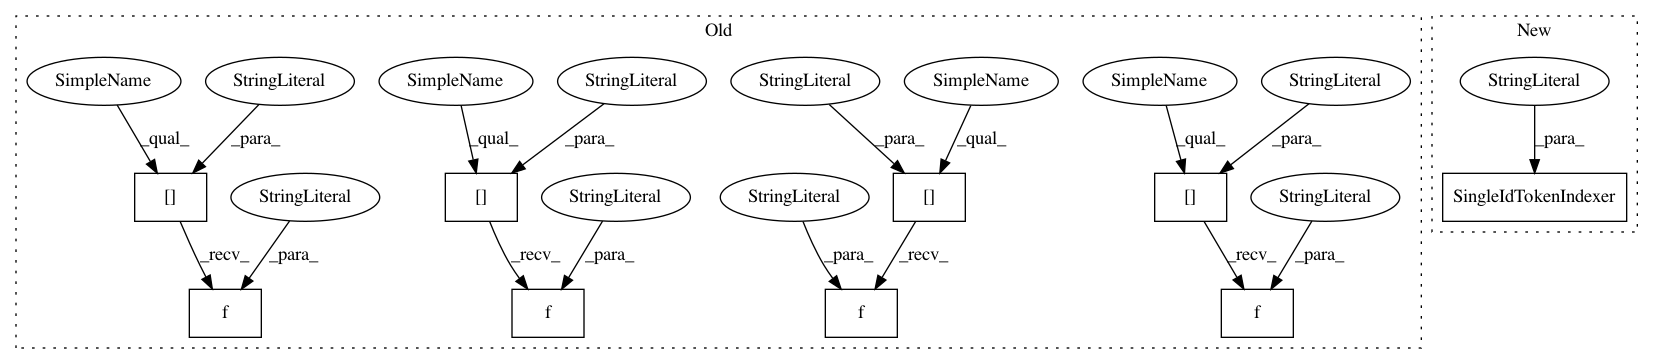 Old
New
SimpleName StringLiteral SimpleName StringLiteral StringLiteral SimpleName SimpleName StringLiteral StringLiteral
_qual_ _para_ _qual_ _para_ _para_ _qual_ _qual_ _para_ _para_
[] StringLiteral [] StringLiteral StringLiteral [] [] StringLiteral SingleIdTokenIndexer
_recv_ _para_ _recv_ _para_ _para_ _recv_ _recv_ _para_
f f f f